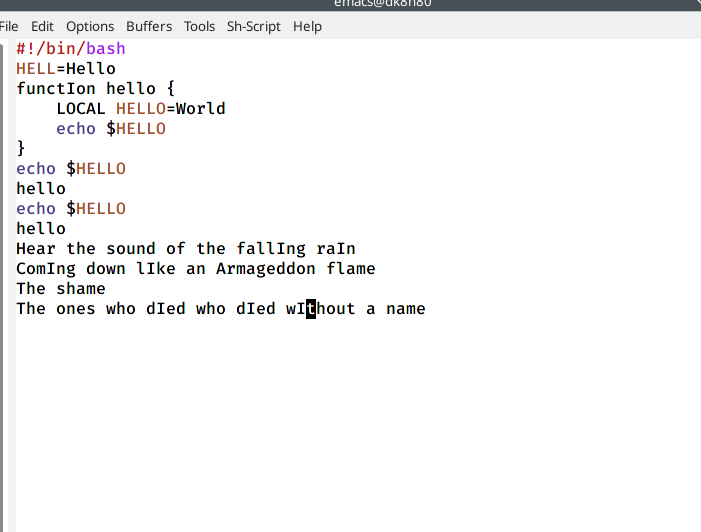 emacs@dk8n80
File Edit Options Buffers Tools Sh-Script Help
#!/bin/bash
HELL=Hello
functIon hello {
    LOCAL HELLO=World
    echo $HELLO
}
echo $HELLO
hello
echo $HELLO
hello
Hear the sound of the fallIng raIn
ComIng down lIke an Armageddon flame
The shame
The ones who dIed who dIed wIthout a name